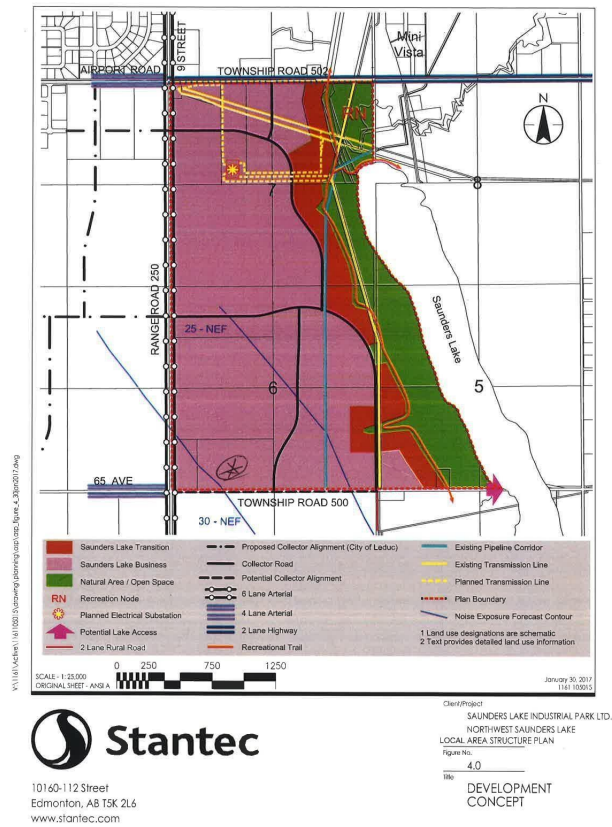 Mini
Vista
9 STREET
AIRPORT ROAD
TOWNSHIP ROAD 502
RN
N
8
RANGE ROAD 250
25 - NEF
Saunders Lake
6
5
65 AVE
TOWNSHIP ROAD 500
30 - NEF
Saunders Lake Transition
Saunders Lake Business
Natural Area / Open Space
RN Recreation Node
Planned Electrical Substation
Potential Lake Access
2 Lane Rural Road
Proposed Collector Alignment (City of Leduc)
Collector Road
Potential Collector Alignment
6 Lane Arterial
4 Lane Arterial
2 Lane Highway
Recreational Trail
Existing Pipeline Corridor
Existing Transmission Line
Planned Transmission Line
Plan Boundary
Noise Exposure Forecast Contour
1 Land use designations are schematic
2 Text provides detailed land use information
SCALE - 1: 25,000
ORIGINAL SHEET - ANSI A
0 250 750 1250
January 30, 2017
1161 105015
Stantec
10160-112 Street
Edmonton, AB T5K 2L6
www.stantec.com
Client/Project
SAUNDERS LAKE INDUSTRIAL PARK LTD.
NORTHWEST SAUNDERS LAKE
LOCAL AREA STRUCTURE PLAN
Figure No.
4.0
Title
DEVELOPMENT
CONCEPT